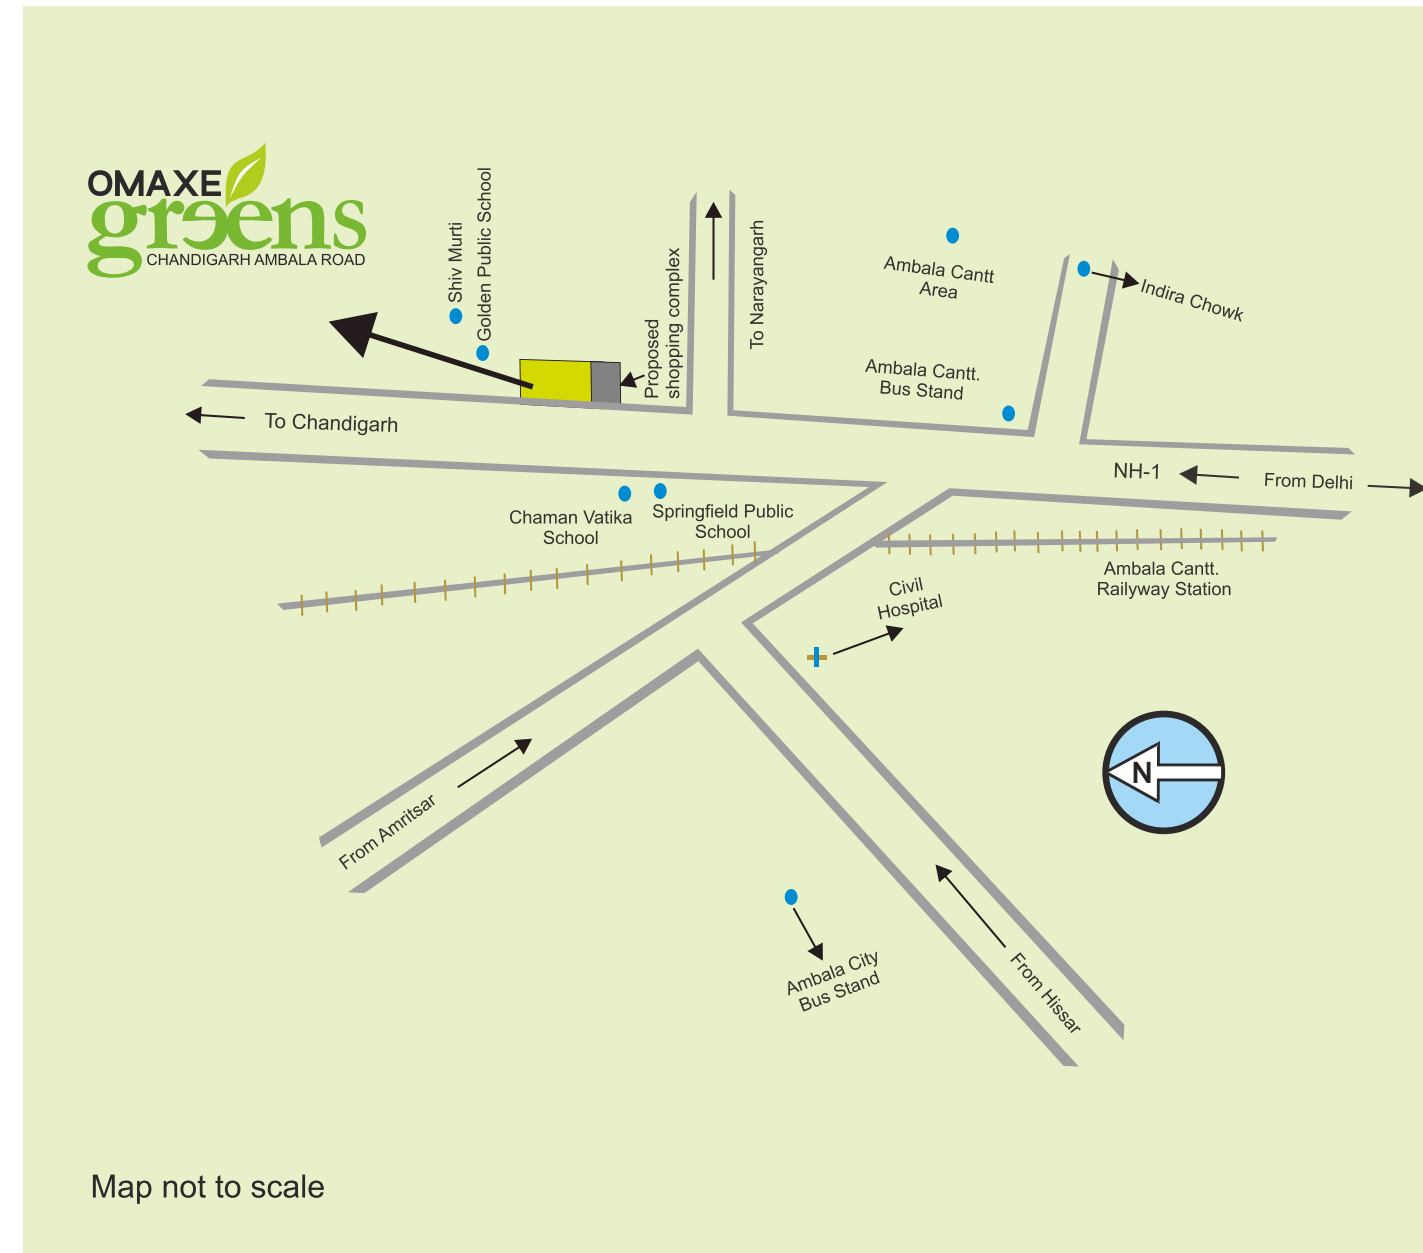 OMAXE
greens
CHANDIGARH AMBALA ROAD
Shiv Murti
Golden Public School
Proposed
shopping complex
To Narayangarh
Ambala Cantt
Area
Indira Chowk
Ambala Cantt.
Bus Stand
To Chandigarh
NH-1
From Delhi
Chaman Vatika
School
Springfield Public
School
Ambala Cantt.
Railyway Station
Civil
Hospital
N
From Amritsar
Ambala City
Bus Stand
From Hissar
Map not to scale